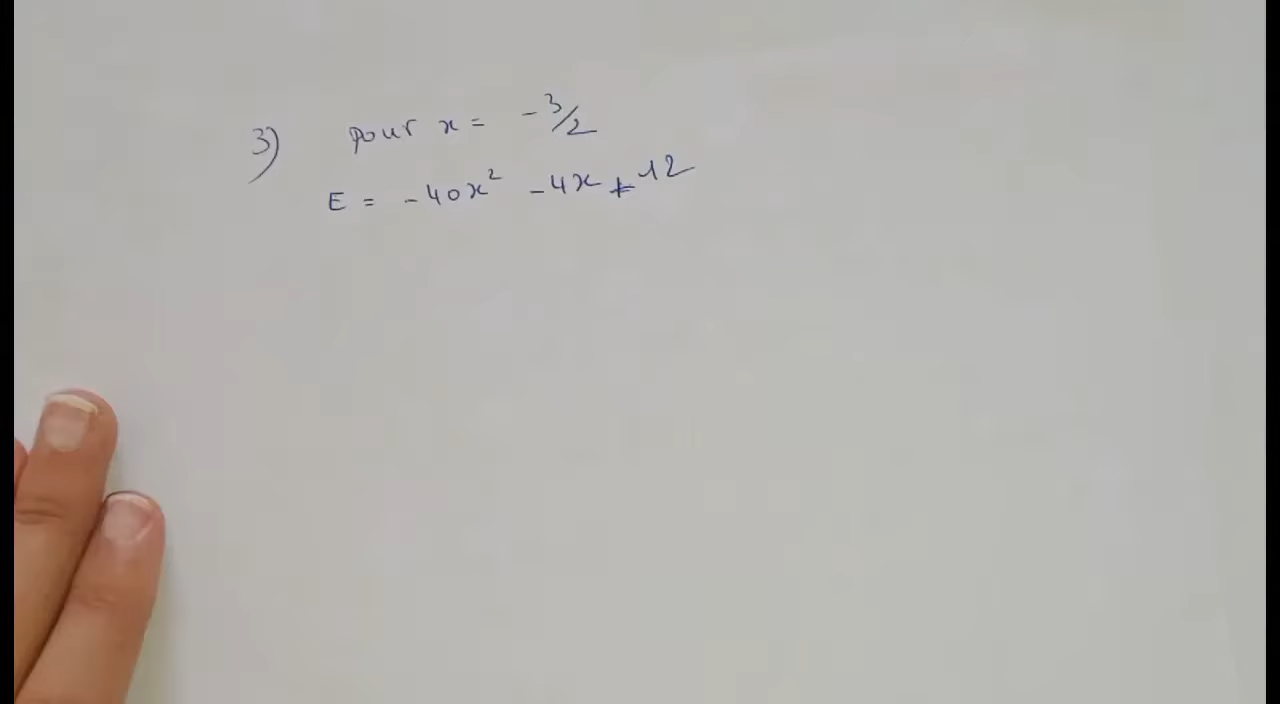 3) pour x = -3/2
E = -40x² -4x +12